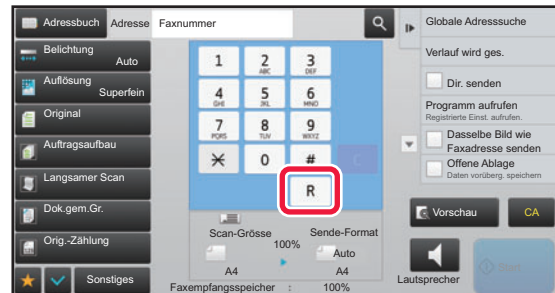 Adressbuch
Adresse
Faxnummer
Belichtung
Auto
Auflösung
Superfein
Original
Auftragsaufbau
Langsamer Scan
Dok.gem.Gr.
Orig.-Zählung
Sonstiges
1
2
ABC
3
DEF
4
GHI
5
JKL
6
MNO
7
PQRS
8
TUV
9
WXYZ
0
#
C
R
Scan-Grösse
100%
Sende-Format
Auto
A4
A4
Faxempfangsspeicher : 100%
Globale Adresssuche
Verlauf wird ges.
Dir. senden
Programm aufrufen
Registrierte Einst. aufrufen.
Dasselbe Bild wie
Faxadresse senden
Offene Ablage
Daten vorüberg. speichern
Vorschau
CA
Lautsprecher
Start